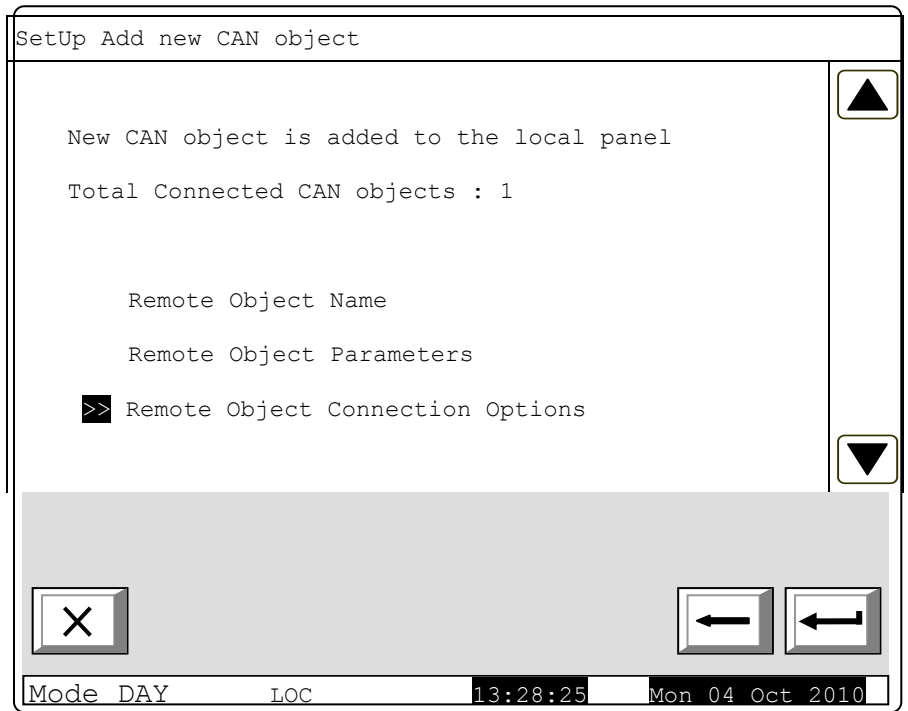 SetUp Add new CAN object
New CAN object is added to the local panel
Total Connected CAN objects : 1
Remote Object Name
Remote Object Parameters
>> Remote Object Connection Options
Mode DAY LOC 13:28:25 Mon 04 Oct 2010